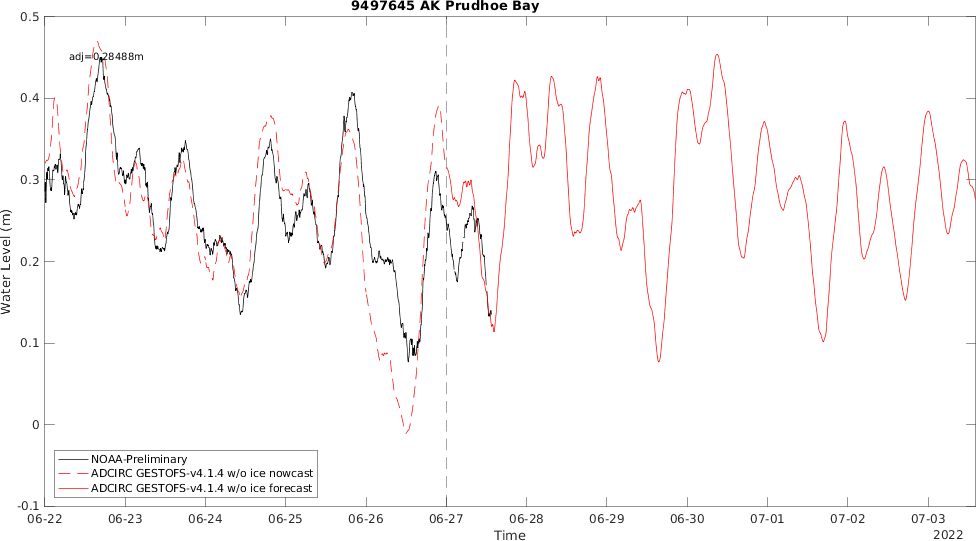 9497645 AK Prudhoe Bay
0.5
adj=0.28488m
0.4
0.3
0.2
0.1
0
-0.1
Water Level (m)
NOAA-Preliminary
ADCIRC GESTOFS-v4.1.4 w/o ice nowcast
ADCIRC GESTOFS-v4.1.4 w/o ice forecast
06-22 06-23 06-24 06-25 06-26 06-27 06-28 06-29 06-30 07-01 07-02 07-03
Time
2022